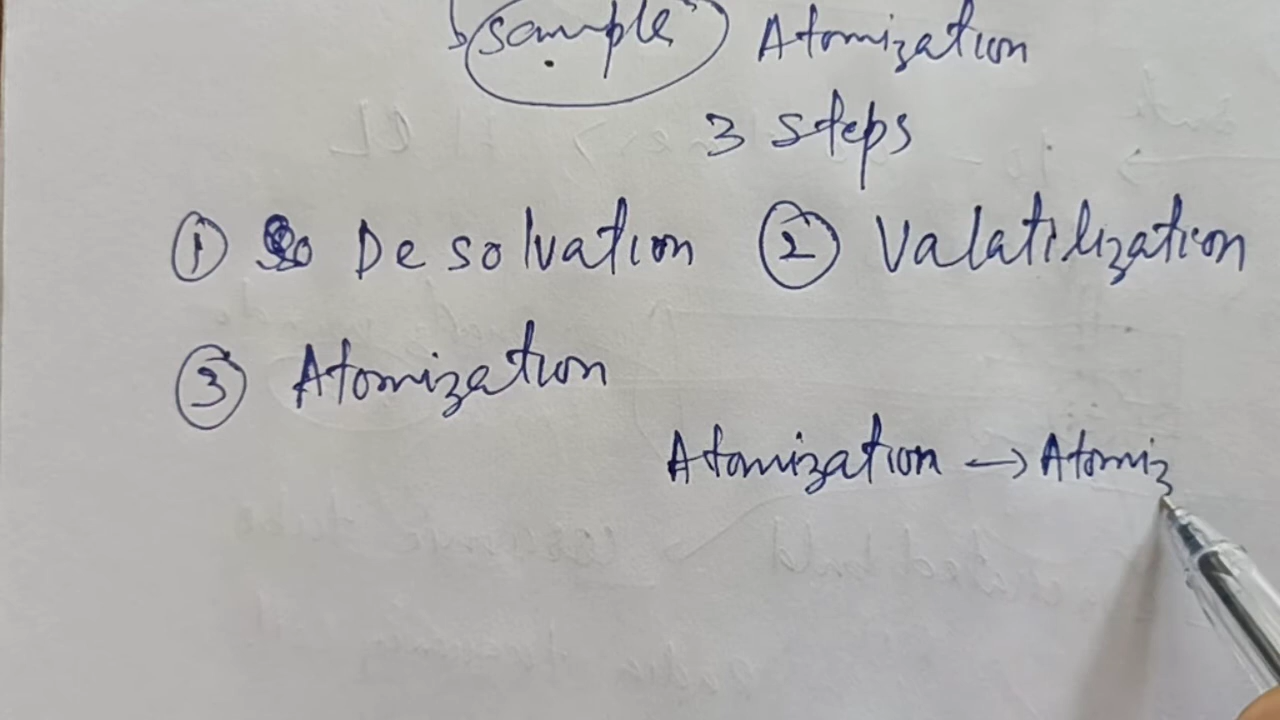 sample Atomization
3 steps
① Desolvation ② Valatilization
③ Atomization
Atomization → Atomiz